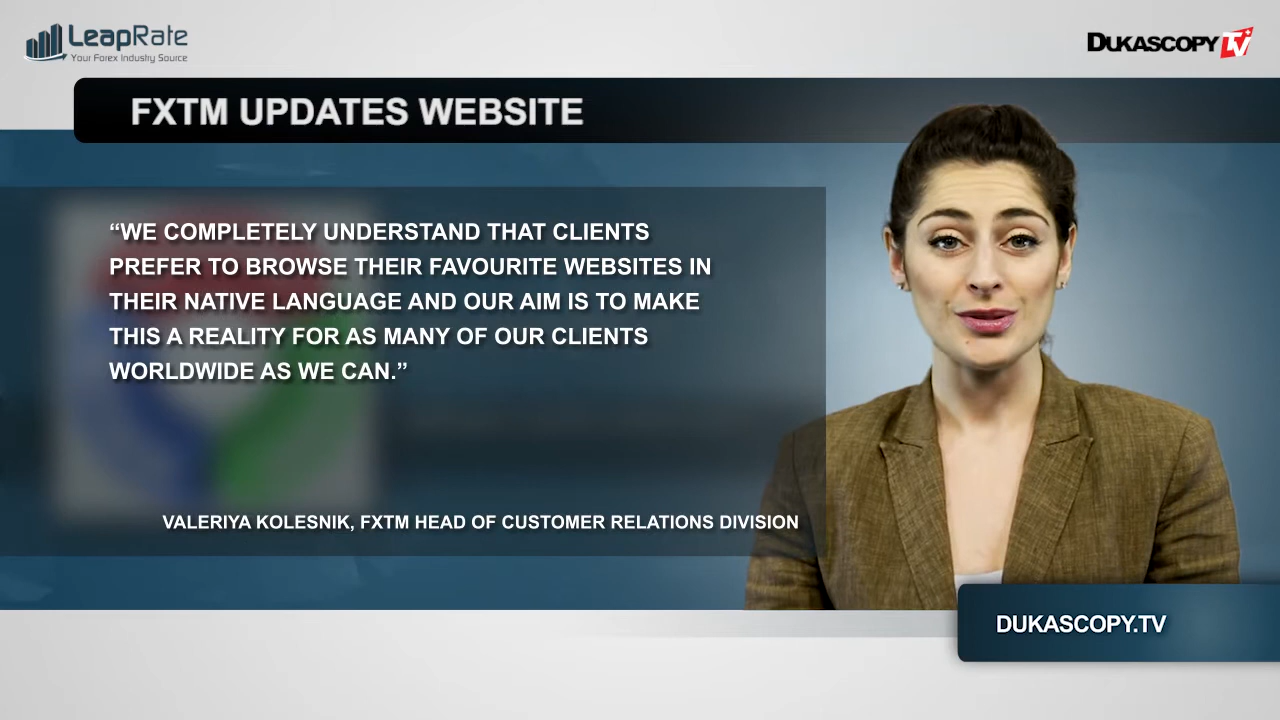 LeapRate
Your Forex Industry Source
DUKASCOPY TV
FXTM UPDATES WEBSITE
“WE COMPLETELY UNDERSTAND THAT CLIENTS
PREFER TO BROWSE THEIR FAVOURITE WEBSITES IN
THEIR NATIVE LANGUAGE AND OUR AIM IS TO MAKE
THIS A REALITY FOR AS MANY OF OUR CLIENTS
WORLDWIDE AS WE CAN.”
VALERIYA KOLESNIK, FXTM HEAD OF CUSTOMER RELATIONS DIVISION
DUKASCOPY.TV